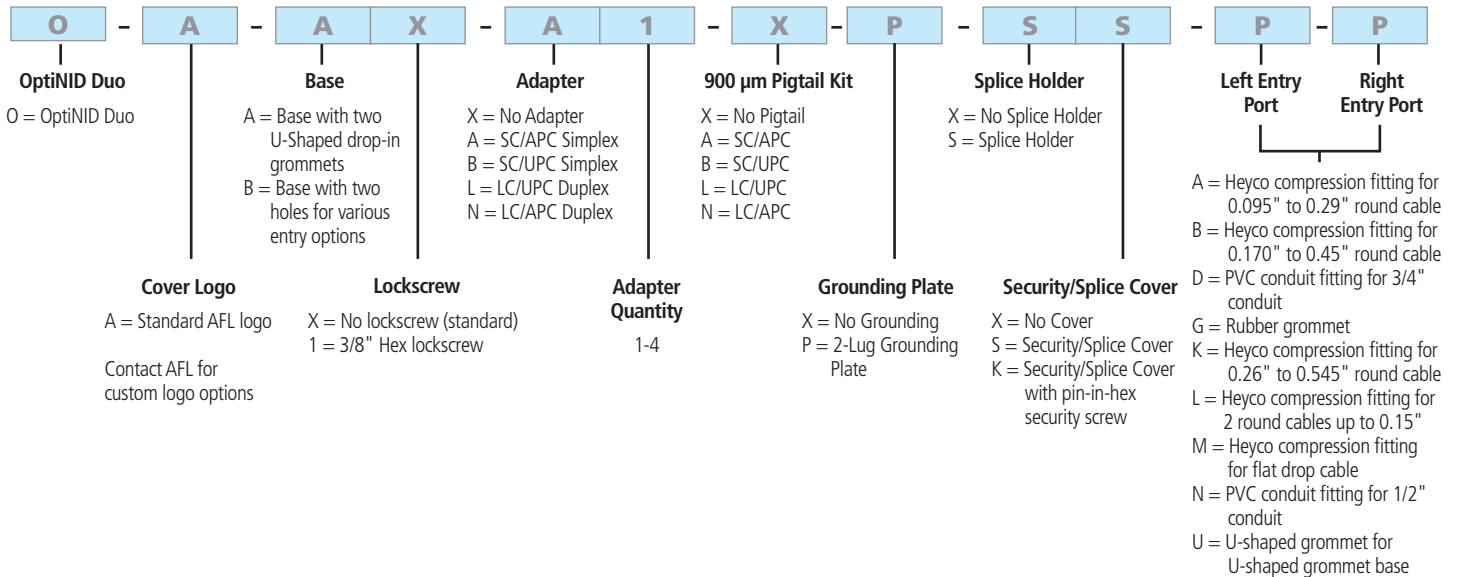 O – A – A X – A 1 – X – P – S S – P – P
OptiNID Duo
O = OptiNID Duo
Base
A = Base with two
U-Shaped drop-in
grommets
B = Base with two
holes for various
entry options
Adapter
X = No Adapter
A = SC/APC Simplex
B = SC/UPC Simplex
L = LC/UPC Duplex
N = LC/APC Duplex
900 µm Pigtail Kit
X = No Pigtail
A = SC/APC
B = SC/UPC
L = LC/UPC
N = LC/APC
Splice Holder
X = No Splice Holder
S = Splice Holder
Left Entry
Port
Right
Entry Port
A = Heyco compression fitting for
0.095" to 0.29" round cable
B = Heyco compression fitting for
0.170" to 0.45" round cable
D = PVC conduit fitting for 3/4"
conduit
G = Rubber grommet
K = Heyco compression fitting for
0.26" to 0.545" round cable
L = Heyco compression fitting for
2 round cables up to 0.15"
M = Heyco compression fitting
for flat drop cable
N = PVC conduit fitting for 1/2"
conduit
U = U-shaped grommet for
U-shaped grommet base
Cover Logo
A = Standard AFL logo
Contact AFL for
custom logo options
Lockscrew
X = No lockscrew (standard)
1 = 3/8" Hex lockscrew
Adapter
Quantity
1-4
Grounding Plate
X = No Grounding
P = 2-Lug Grounding
Plate
Security/Splice Cover
X = No Cover
S = Security/Splice Cover
K = Security/Splice Cover
with pin-in-hex
security screw